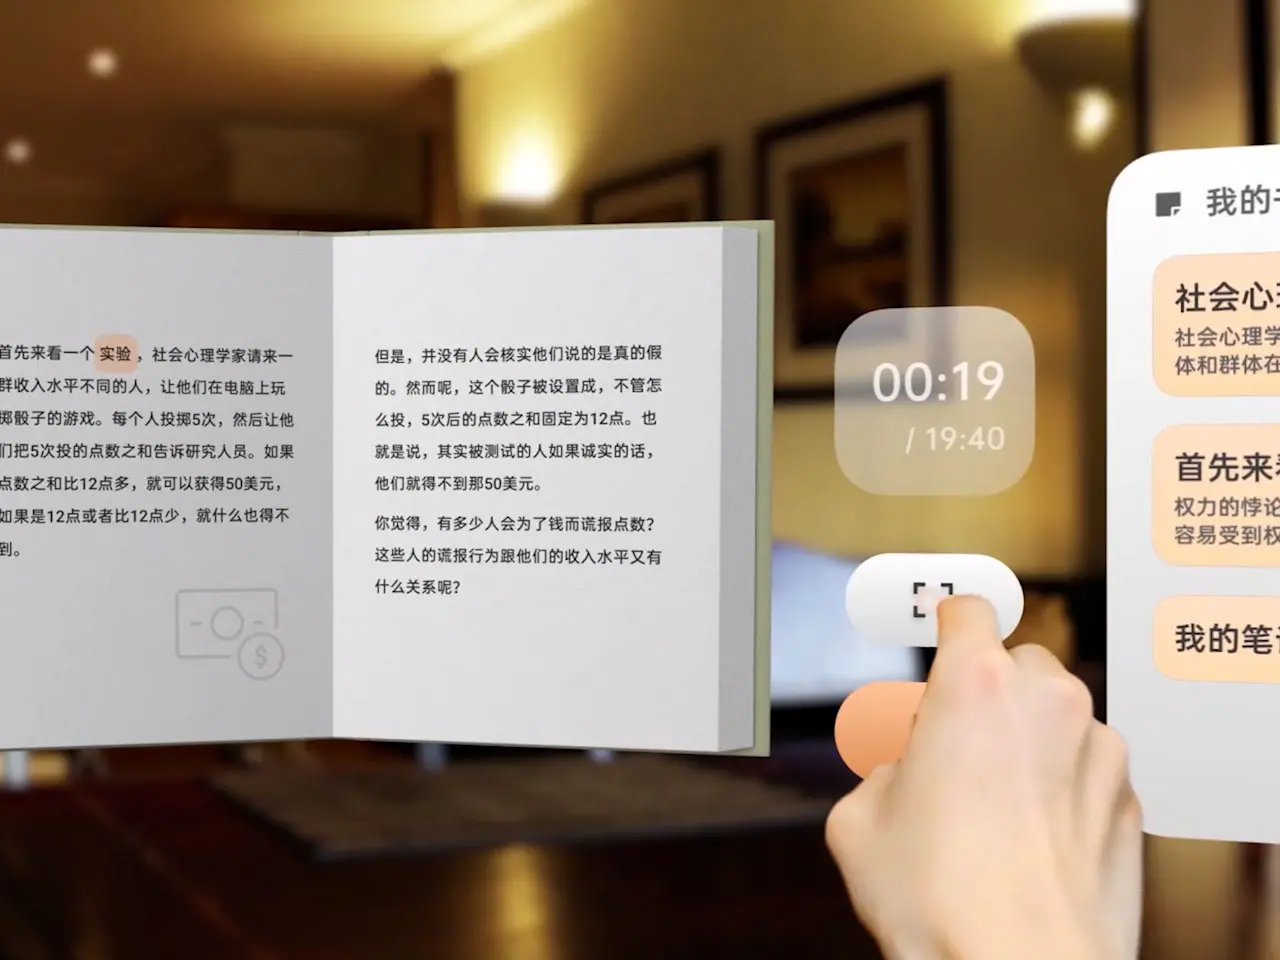 首先来看一个实验，社会心理学家请来一
群收入水平不同的人，让他们在电脑上玩
掷骰子的游戏。每个人投掷5次，然后让他
们把5次投的点数之和告诉研究人员。如果
点数之和比12点多，就可以获得50美元，
如果是12点或者比12点少，就什么也得不
到。
但是，并没有人会核实他们说的是真的假
的。然而呢，这个骰子被设置成，不管怎
么投，5次后的点数之和固定为12点。也
就是说，其实被测试的人如果诚实的话，
他们就得不到那50美元。
你觉得，有多少人会为了钱而谎报点数？
这些人的谎报行为跟他们的收入水平又有
什么关系呢？
00:19
/ 19:40
我的
社会心
社会心理学
体和群体在
首先来
权力的悖论
容易受到权
我的笔